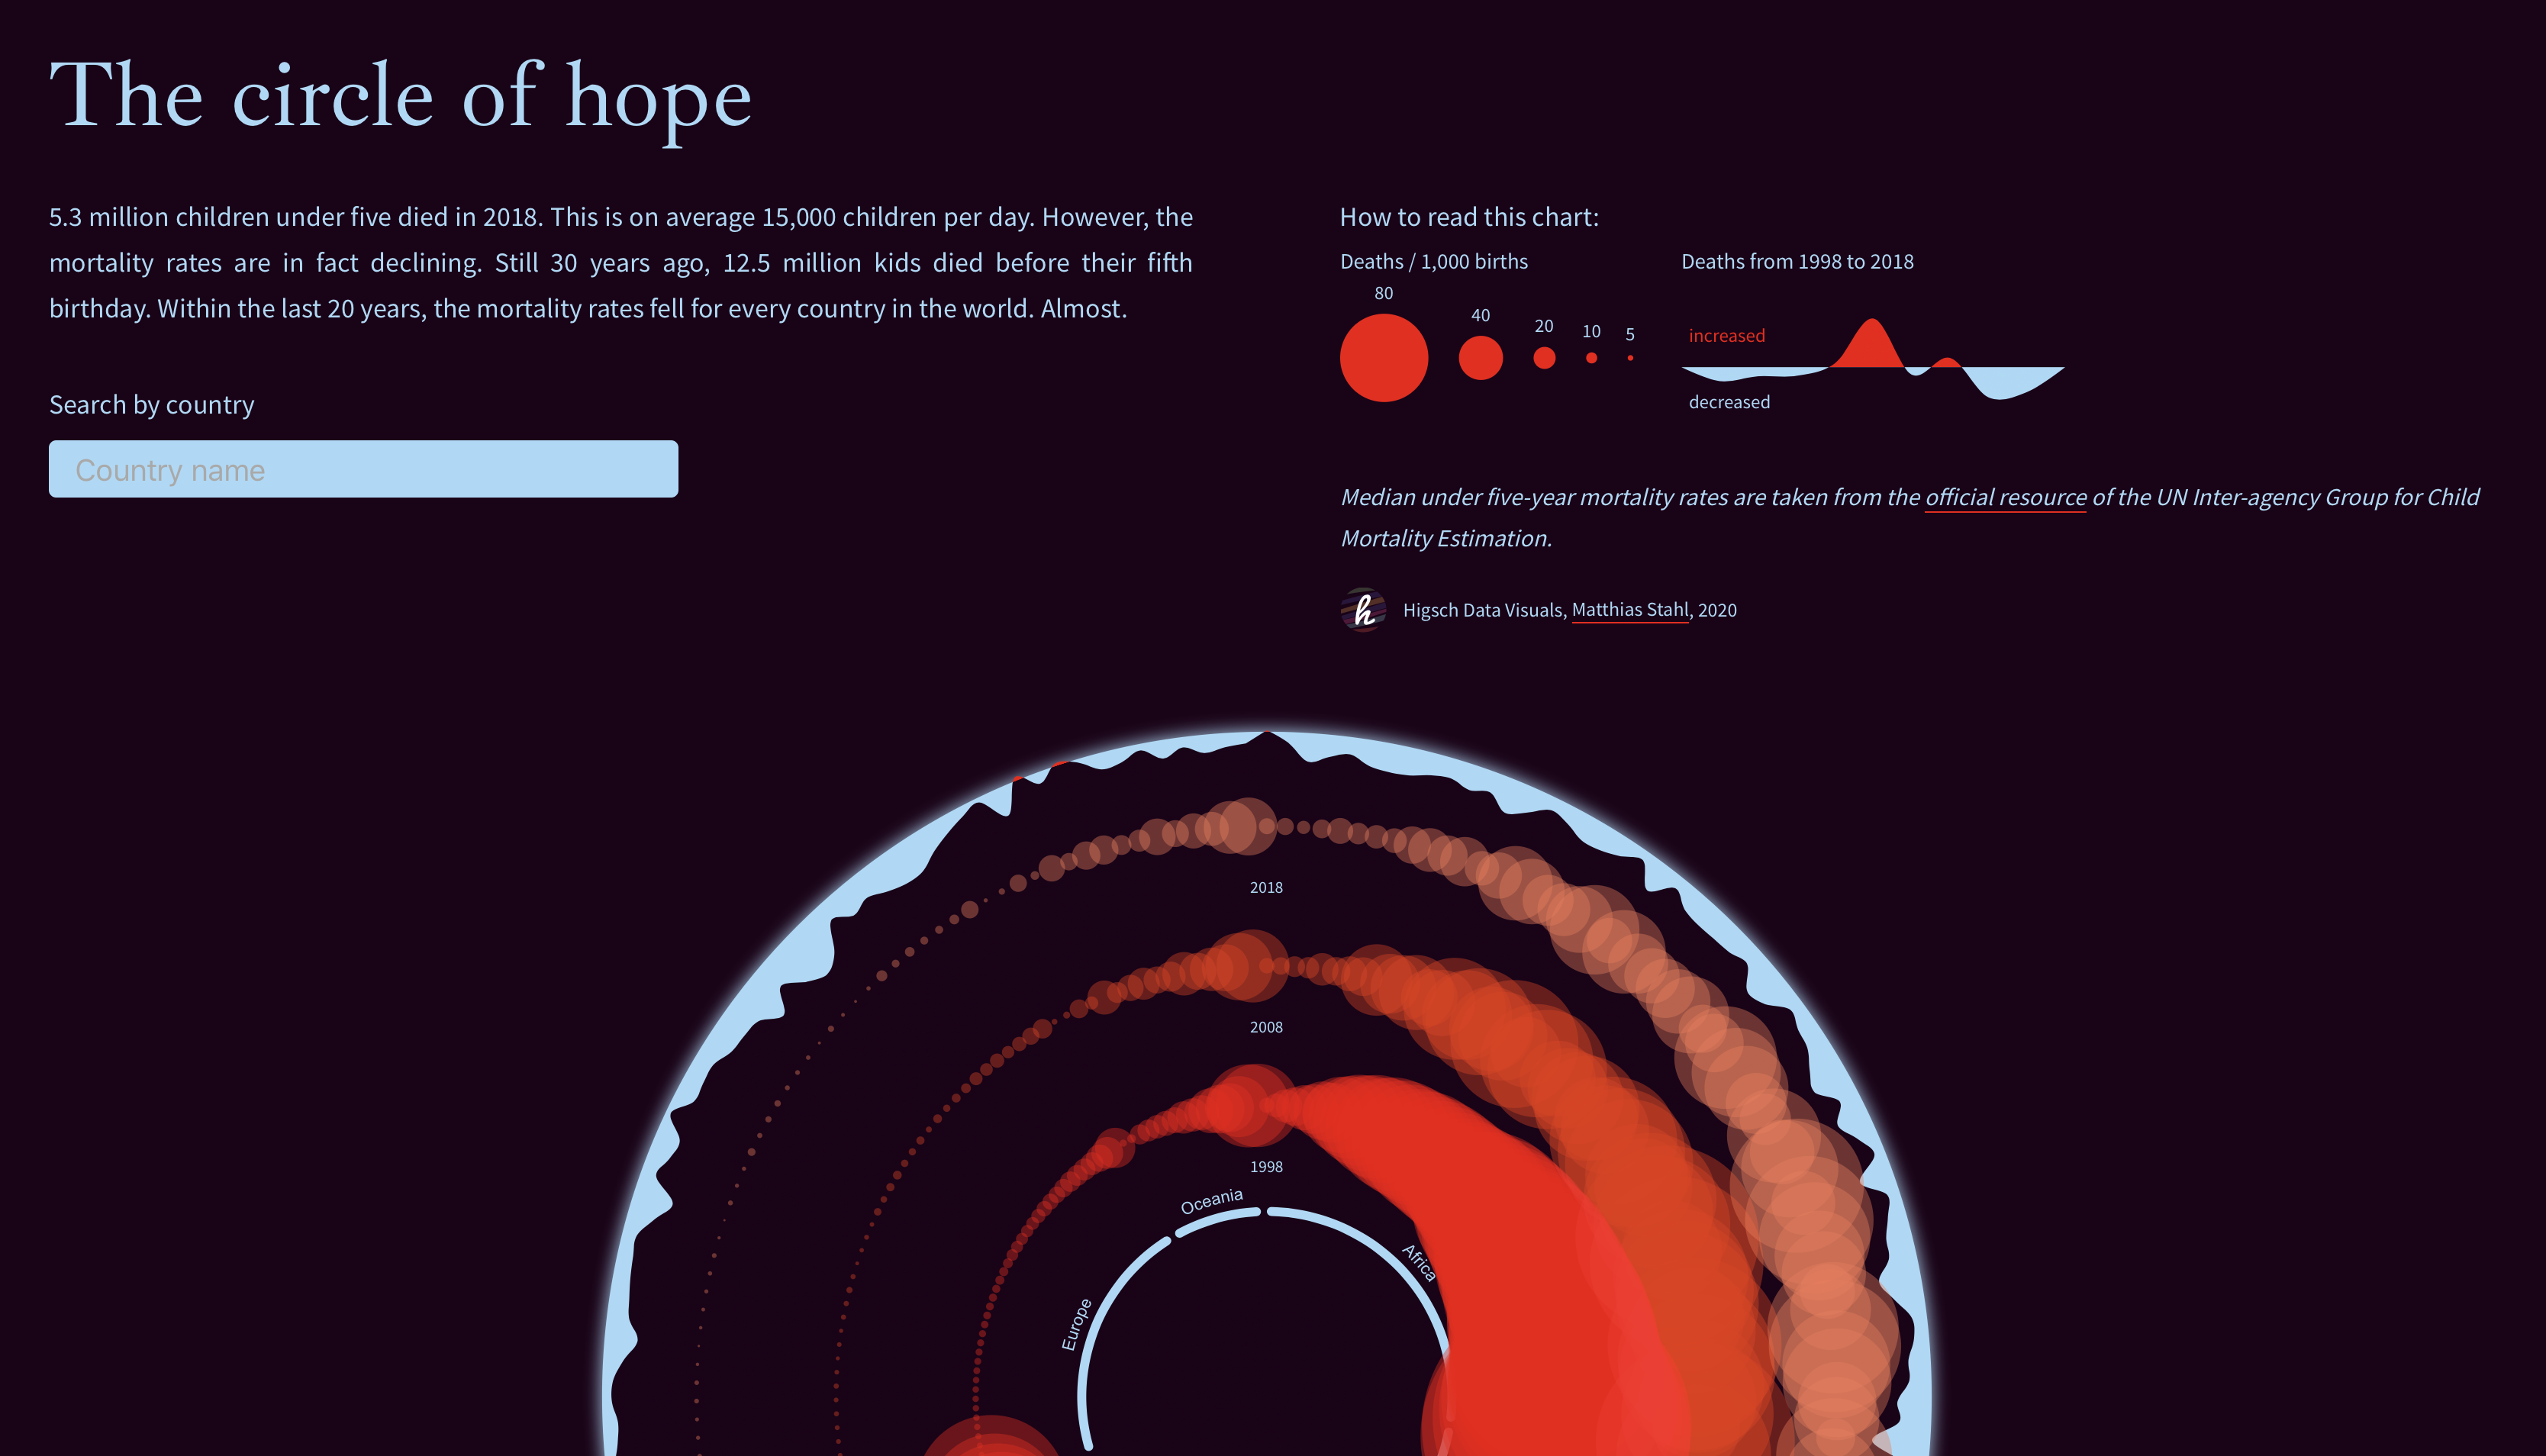 The circle of hope
5.3 million children under five died in 2018. This is on average 15,000 children per day. However, the
mortality rates are in fact declining. Still 30 years ago, 12.5 million kids died before their fifth
birthday. Within the last 20 years, the mortality rates fell for every country in the world. Almost.
Search by country
Country name
How to read this chart:
Deaths / 1,000 births
80
40
20
10
5
Deaths from 1998 to 2018
increased
decreased
Median under five-year mortality rates are taken from the official resource of the UN Inter-agency Group for Child
Mortality Estimation.
h
Higsch Data Visuals, Matthias Stahl, 2020
2018
2008
1998
Oceania
Africa
Europe